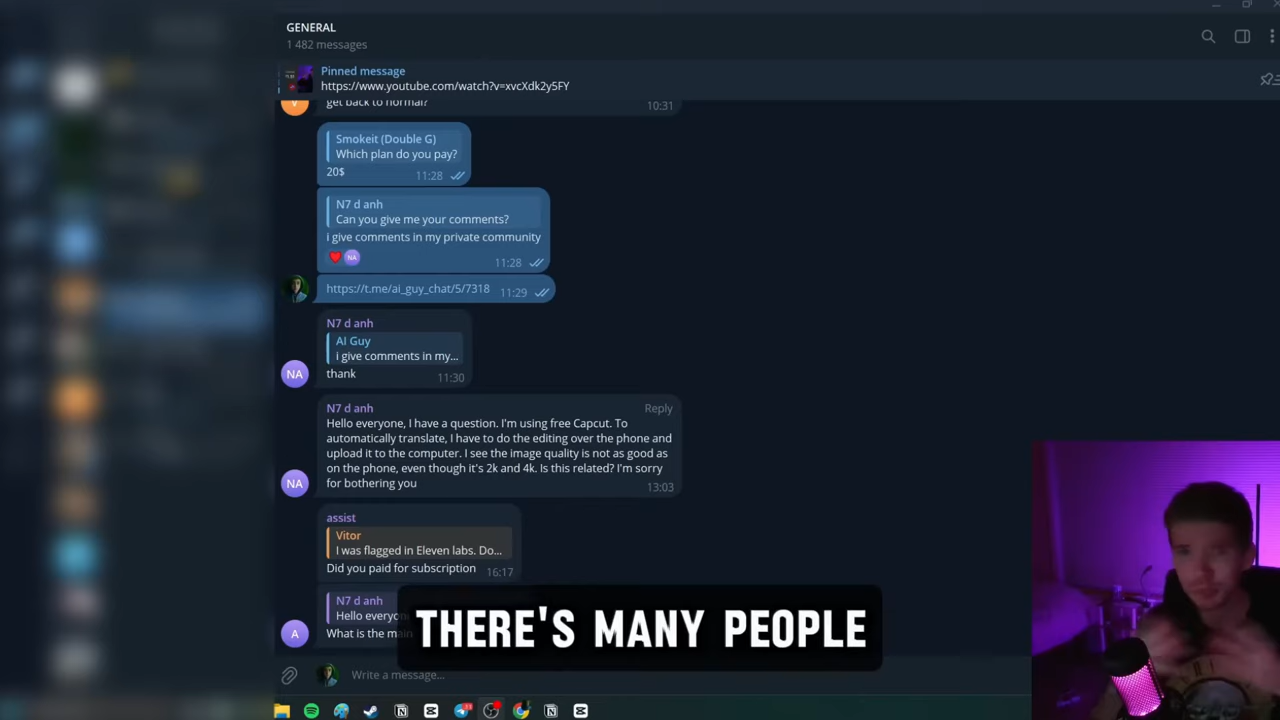 GENERAL
1 482 messages
Pinned message
https://www.youtube.com/watch?v=xvcXdk2y5FY
get back to normal?
10:31
Smokeit (Double G)
Which plan do you pay?
20$
11:28
N7 d anh
Can you give me your comments?
i give comments in my private community
NA
11:28
https://t.me/ai_guy_chat/5/7318
11:29
N7 d anh
AI Guy
i give comments in my...
NA
thank
11:30
N7 d anh
Reply
Hello everyone, I have a question. I'm using free Capcut. To
automatically translate, I have to do the editing over the phone and
upload it to the computer. I see the image quality is not as good as
on the phone, even though it's 2k and 4k. Is this related? I'm sorry
NA
for bothering you
13:03
assist
Vitor
I was flagged in Eleven labs. Do...
Did you paid for subscription
16:17
N7 d anh
Hello everyo
A
What is the main
THERE'S MANY PEOPLE
Write a message...